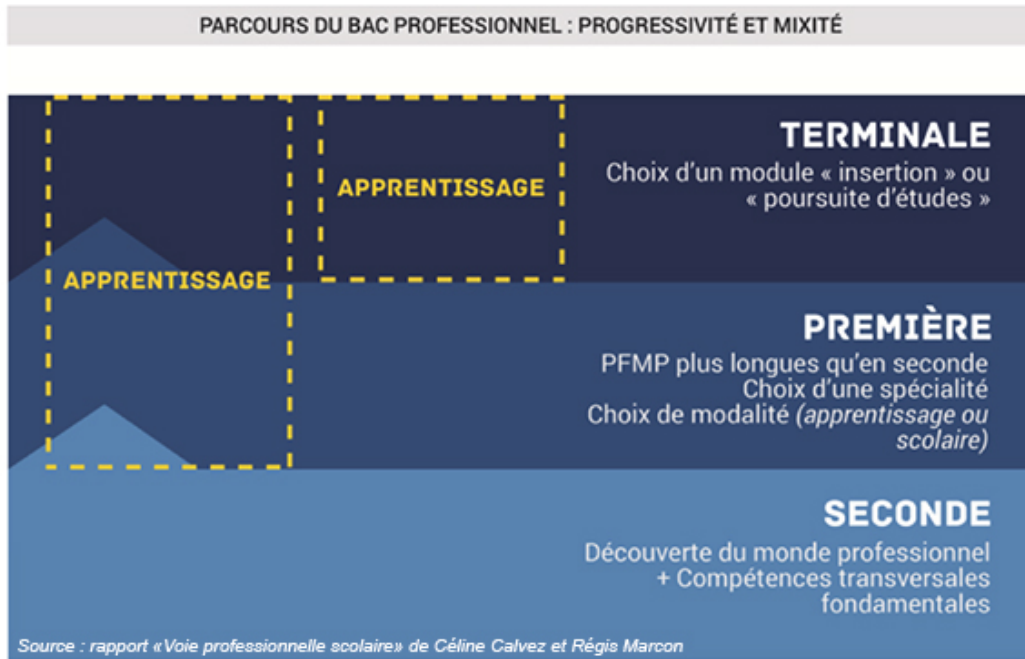 PARCOURS DU BAC PROFESSIONNEL : PROGRESSIVITÉ ET MIXITÉ
TERMINALE
Choix d'un module « insertion » ou
« poursuite d'études »
APPRENTISSAGE
APPRENTISSAGE
PREMIÈRE
PFMP plus longues qu'en seconde
Choix d'une spécialité
Choix de modalité (apprentissage ou
scolaire)
SECONDE
Découverte du monde professionnel
+ Compétences transversales
fondamentales
Source : rapport «Voie professionnelle scolaire» de Céline Calvez et Régis Marcon